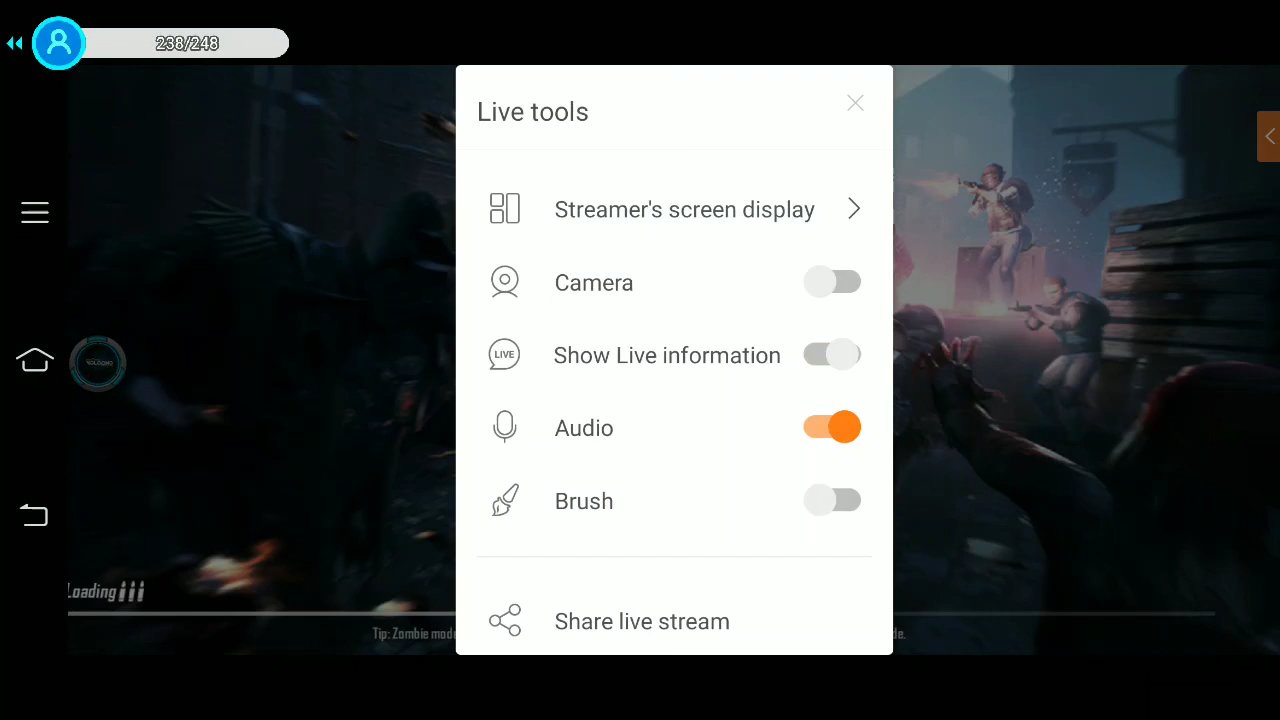 238/248
Live tools
Streamer's screen display
Camera
LIVE
Show Live information
Audio
Brush
Loading
Tip: Zombie mode
de.
Share live stream